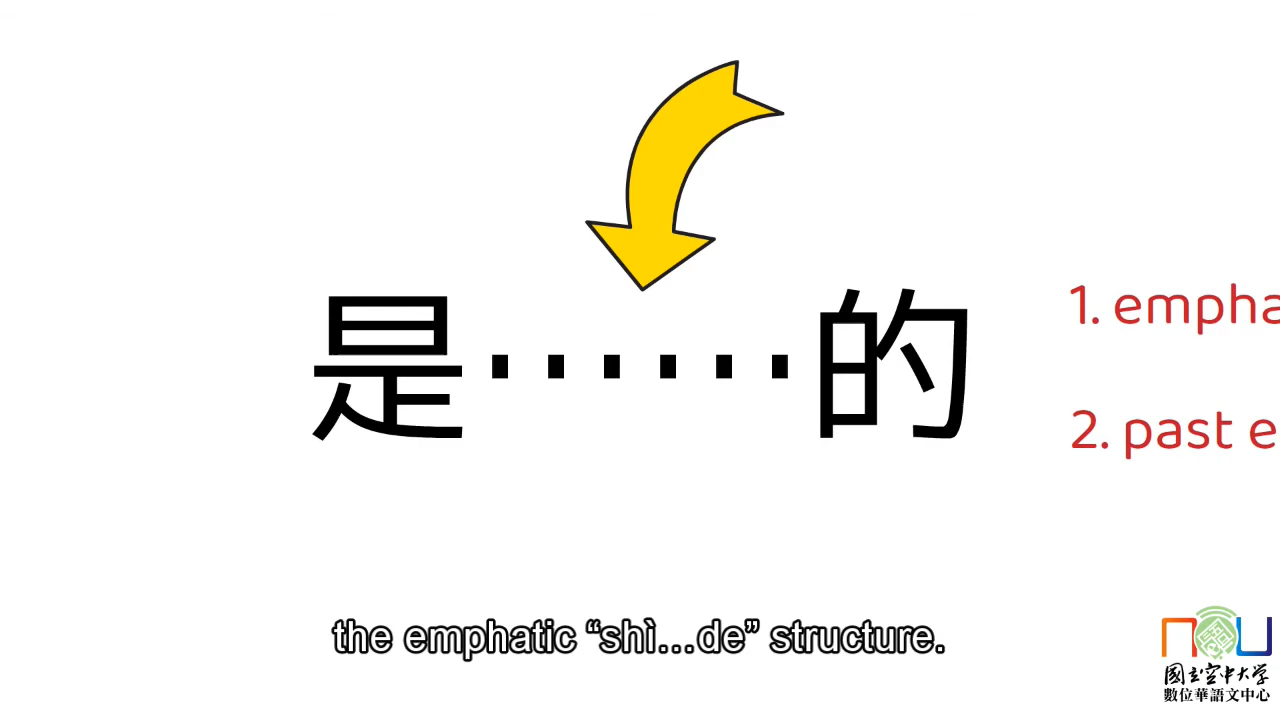 是……的
1. empha
2. past e
the emphatic “shì...de” structure.
nou
國立空中大學
數位華語文中心